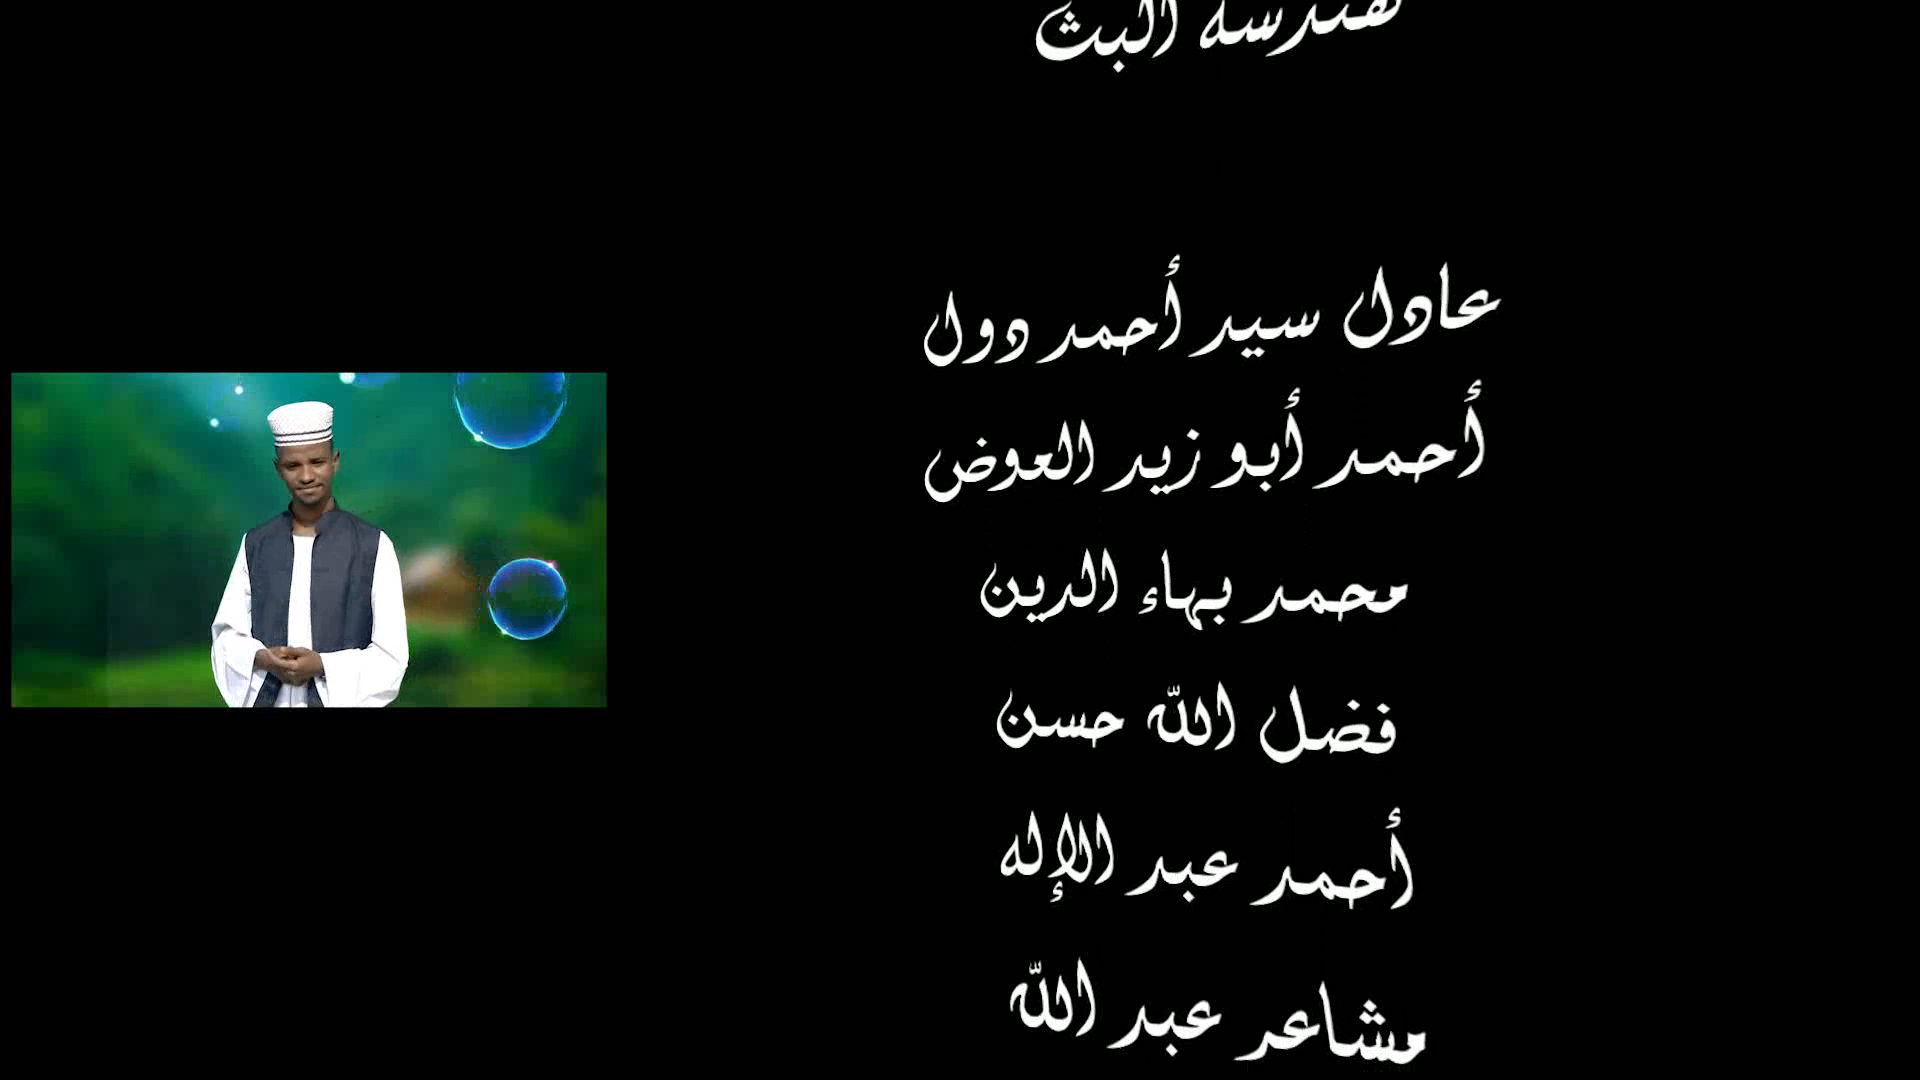 هندسة البث
عادل سيد أحمد دول
أحمد أبو زيد العوض
محمد بهاء الدين
فضل الله حسن
أحمد عبد الإله
مشاعر عبد الله